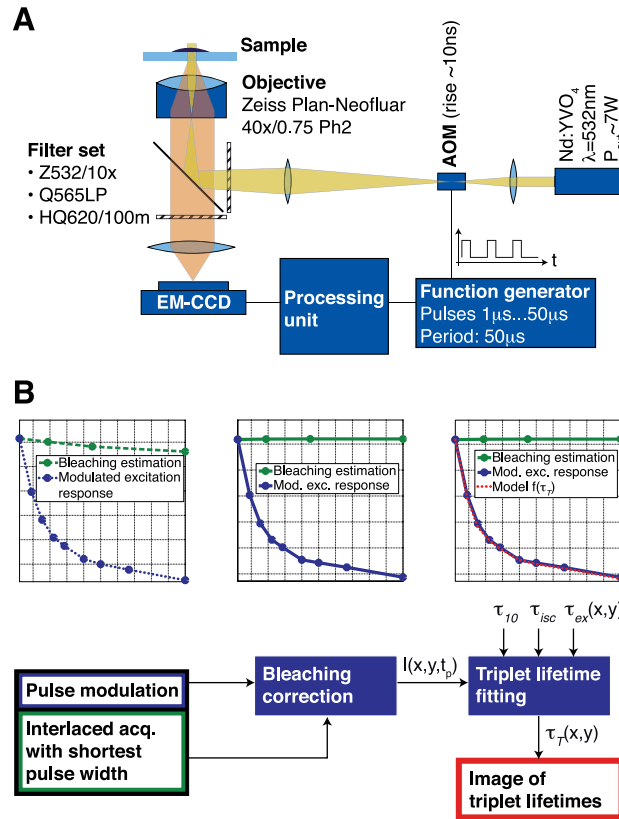 A
Sample
Objective
Zeiss Plan-Neofluar
40x/0.75 Ph2
Filter set
• Z532/10x
• Q565LP
• HQ620/100m
AOM (rise ~10ns)
Nd:YVO4
λ=532nm
~7W
t
EM-CCD
Processing
unit
Function generator
Pulses 1μs...50μs
Period: 50μs
B
Bleaching estimation
Modulated excitation
response
Bleaching estimation
Mod. exc. response
Bleaching estimation
Mod. exc. response
Model f(τT)
τ10 τisc τex(x,y)
Pulse modulation
Interlaced acq.
with shortest
pulse width
Bleaching
correction
I(x,y,tp)
Triplet lifetime
fitting
τT(x,y)
Image of
triplet lifetimes